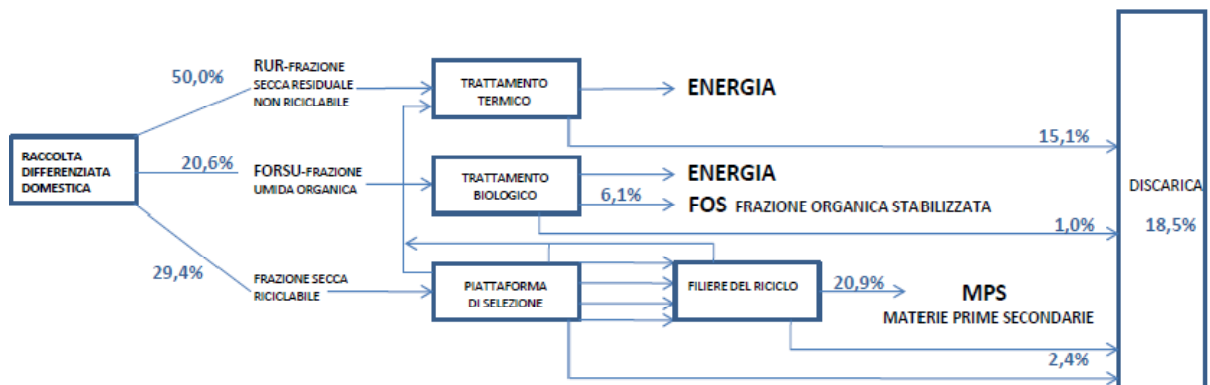 50,0%
RUR-FRAZIONE
SECCA RESIDUALE
NON RICICLABILE
TRATTAMENTO
TERMICO
ENERGIA
15,1%
RACCOLTA
DIFFERENZIATA
DOMESTICA
20,6%
FORSU-FRAZIONE
UMIDA ORGANICA
TRATTAMENTO
BIOLOGICO
ENERGIA
6,1%
FOS FRAZIONE ORGANICA STABILIZZATA
1,0%
DISCARICA
18,5%
29,4%
FRAZIONE SECCA
RICICLABILE
PIATTAFORMA
DI SELEZIONE
FILIERE DEL RICICLO
20,9%
MPS
MATERIE PRIME SECONDARIE
2,4%